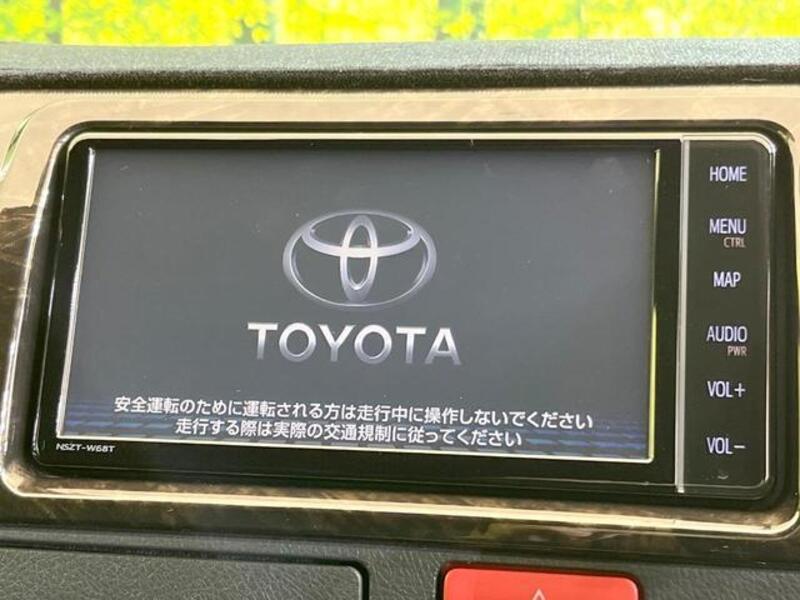 TOYOTA
安全運転のために運転される方は走行中に操作しないでください
走行する際は実際の交通規制に従ってください
NSZT-W68T
HOME
MENU
CTRL
MAP
AUDIO
PWR
VOL+
VOL-